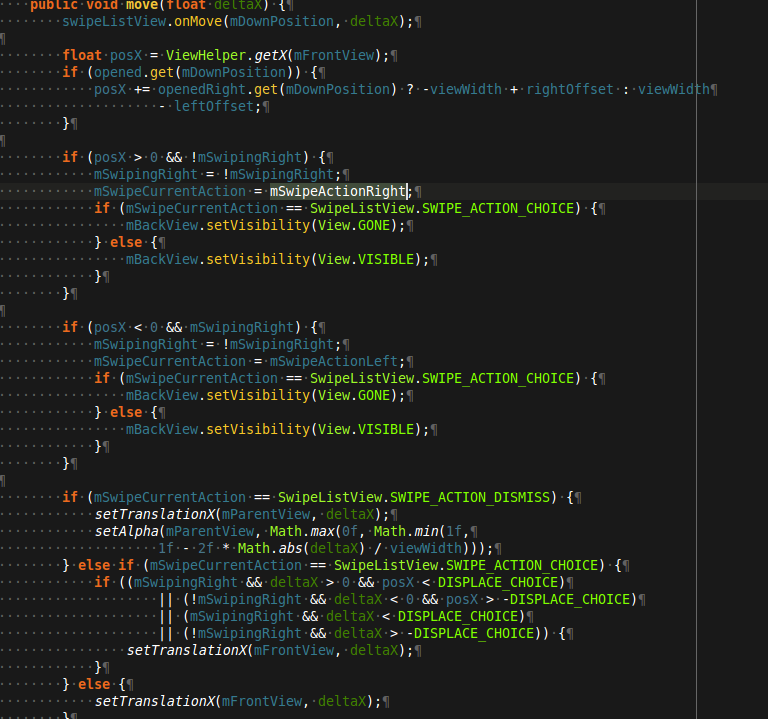 public void move(float deltaX) {
swipeListView.onMove(mDownPosition, deltaX);
float posX = ViewHelper.getX(mFrontView);
if (opened.get(mDownPosition)) {
posX += openedRight.get(mDownPosition) ? -viewWidth + rightOffset : viewWidth
- leftOffset;
}
if (posX > 0 && !mSwipingRight) {
mSwipingRight = !mSwipingRight;
mSwipeCurrentAction = mSwipeActionRight;
if (mSwipeCurrentAction == SwipeListView.SWIPE_ACTION_CHOICE) {
mBackView.setVisibility(View.GONE);
} else {
mBackView.setVisibility(View.VISIBLE);
}
}
if (posX < 0 && mSwipingRight) {
mSwipingRight = !mSwipingRight;
mSwipeCurrentAction = mSwipeActionLeft;
if (mSwipeCurrentAction == SwipeListView.SWIPE_ACTION_CHOICE) {
mBackView.setVisibility(View.GONE);
} else {
mBackView.setVisibility(View.VISIBLE);
}
}
if (mSwipeCurrentAction == SwipeListView.SWIPE_ACTION_DISMISS) {
setTranslationX(mParentView, deltaX);
setAlpha(mParentView, Math.max(0f, Math.min(1f,
1f - 2f * Math.abs(deltaX) / viewWidth)));
} else if (mSwipeCurrentAction == SwipeListView.SWIPE_ACTION_CHOICE) {
if ((mSwipingRight && deltaX > 0 && posX < DISPLACE_CHOICE)
|| (!mSwipingRight && deltaX < 0 && posX > -DISPLACE_CHOICE)
|| (mSwipingRight && deltaX < DISPLACE_CHOICE)
|| (!mSwipingRight && deltaX > -DISPLACE_CHOICE)) {
setTranslationX(mFrontView, deltaX);
}
} else {
setTranslationX(mFrontView, deltaX);
}